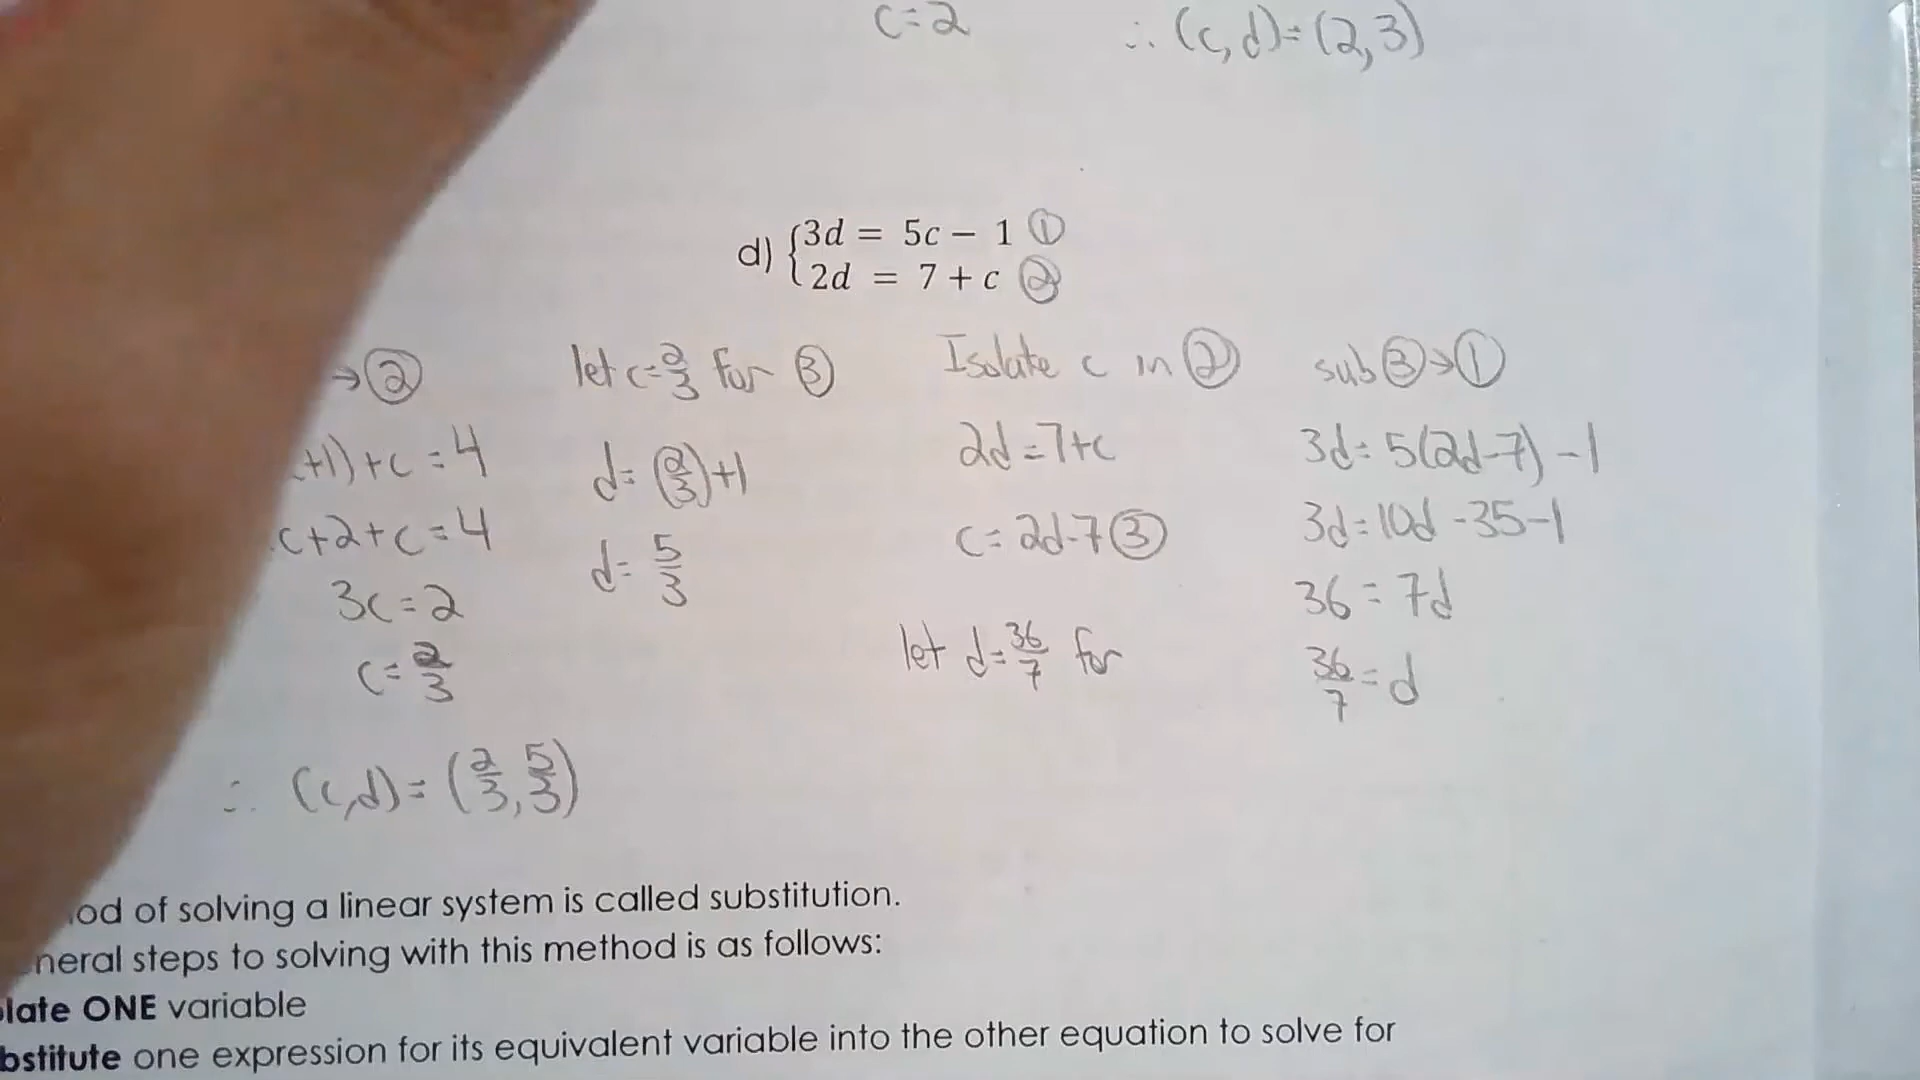 c=2
∴ (c,d)=(2,3)
d) {3d = 5c − 1 ①
2d = 7 + c ②
→②
+1)+c=4
c+2+c=4
3c=2
c=2/3
∴ (c,d)=(2/3,5/3)
let c=2/3 for ③
d=(2/3)+1
d=5/3
Isolate c in ②
2d=7+c
c=2d-7 ③
let d=36/7 for
sub ③→①
3d=5(2d-7)-1
3d=10d-35-1
36=7d
36/7=d
od of solving a linear system is called substitution.
neral steps to solving with this method is as follows:
late ONE variable
bstitute one expression for its equivalent variable into the other equation to solve for